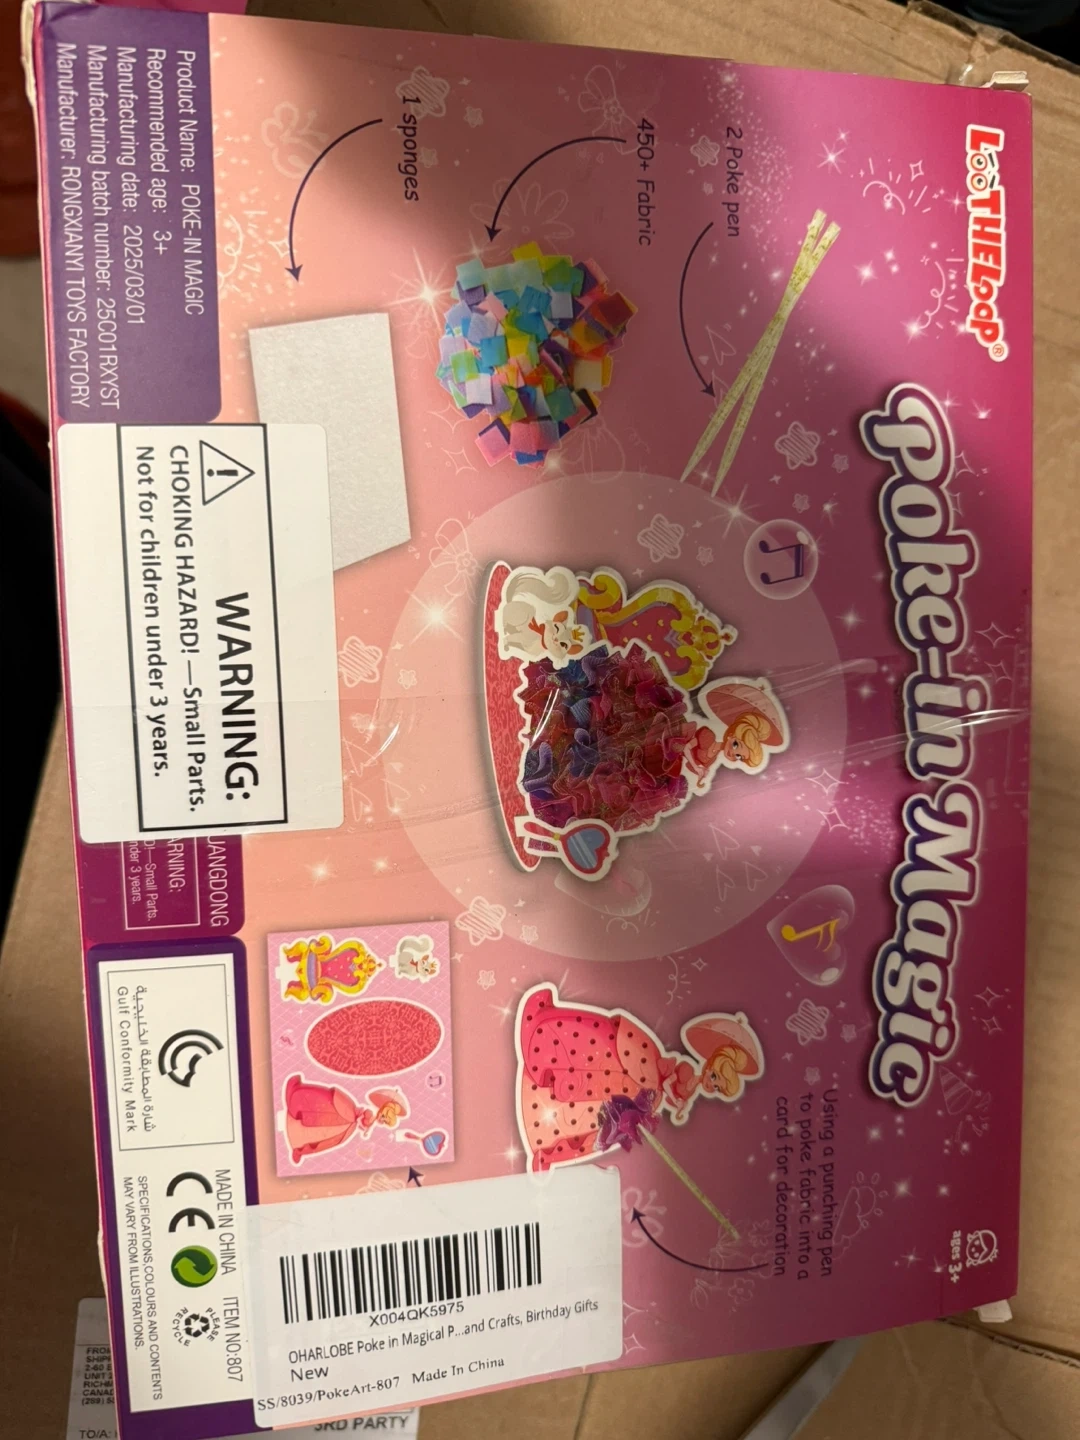 LooTHELooP®
Poke-in Magic
ages 3+
2 Poke pen
450+ Fabric
1 sponges
Using a punching pen
to poke fabric into a
card for decoration
Product Name: POKE-IN MAGIC
Recommended age: 3+
Manufacturing date: 2025/03/01
Manufacturing batch number: 25C01RXYST
Manufacturer: RONGXIANYI TOYS FACTORY
WARNING:
CHOKING HAZARD! — Small Parts.
Not for children under 3 years.
UANGDONG
ARNING:
D!—Small Parts.
nder 3 years.
شارة المطابقة الخليجية
Gulf Conformity Mark
MADE IN CHINA ITEM NO:807
CE
PLEASE
RECYCLE
SPECIFICATIONS,COLOURS AND CONTENTS
MAY VARY FROM ILLUSTRATIONS.
X004QK5975
OHARLOBE Poke in Magical P...and Crafts, Birthday Gifts
New
SS/8039/PokeArt-807 Made In China
3RD PARTY
TO/A: